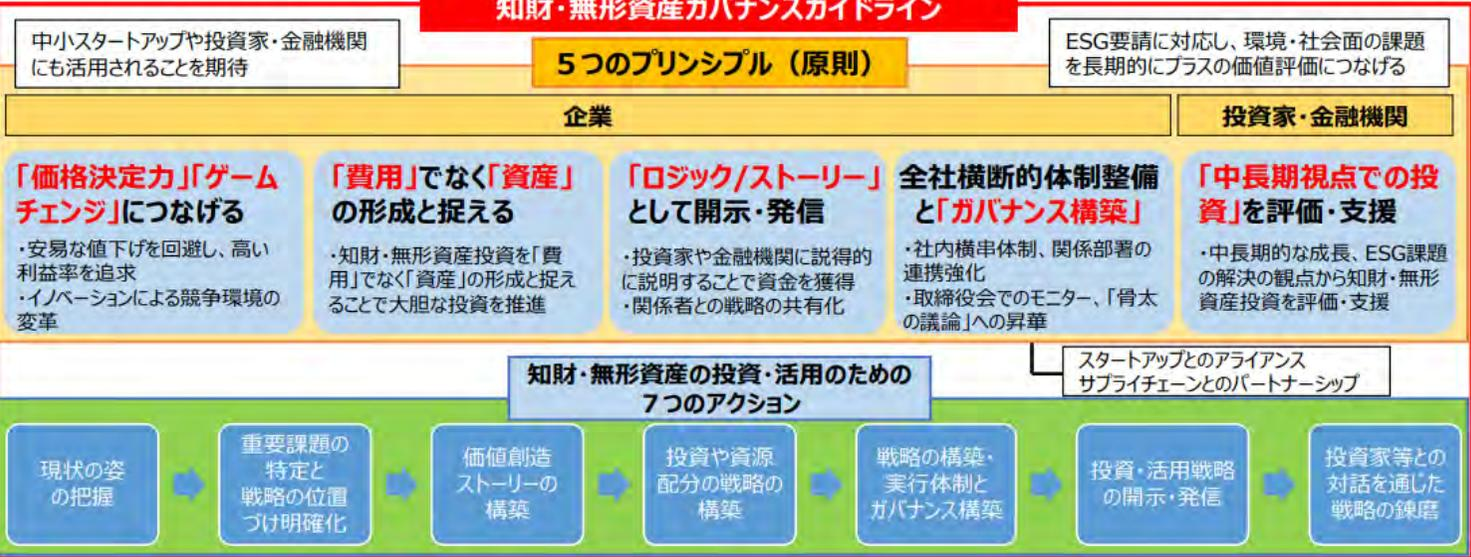 知財・無形資産ガバナンスガイドライン
中小スタートアップや投資家・金融機関
にも活用されることを期待
5つのプリンシプル（原則）
ESG要請に対応し、環境・社会面の課題
を長期的にプラスの価値評価につなげる
企業
投資家・金融機関
「価格決定力」「ゲーム
チェンジ」につなげる
・安易な値下げを回避し、高い
利益率を追求
・イノベーションによる競争環境の
変革
「費用」でなく「資産」
の形成と捉える
・知財・無形資産投資を「費
用」でなく「資産」の形成と捉え
ることで大胆な投資を推進
「ロジック/ストーリー」
として開示・発信
・投資家や金融機関に説得的
に説明することで資金を獲得
・関係者との戦略の共有化
全社横断的体制整備
と「ガバナンス構築」
・社内横串体制、関係部署の
連携強化
・取締役会でのモニター、「骨太
の議論」への昇華
「中長期視点での投
資」を評価・支援
・中長期的な成長、ESG課題
の解決の観点から知財・無形
資産投資を評価・支援
スタートアップとのアライアンス
サプライチェーンとのパートナーシップ
知財・無形資産の投資・活用のための
7つのアクション
現状の姿
の把握
重要課題の
特定と
戦略の位置
づけ明確化
価値創造
ストーリーの
構築
投資や資源
配分の戦略の
構築
戦略の構築・
実行体制と
ガバナンス構築
投資・活用戦略
の開示・発信
投資家等との
対話を通じた
戦略の錬磨